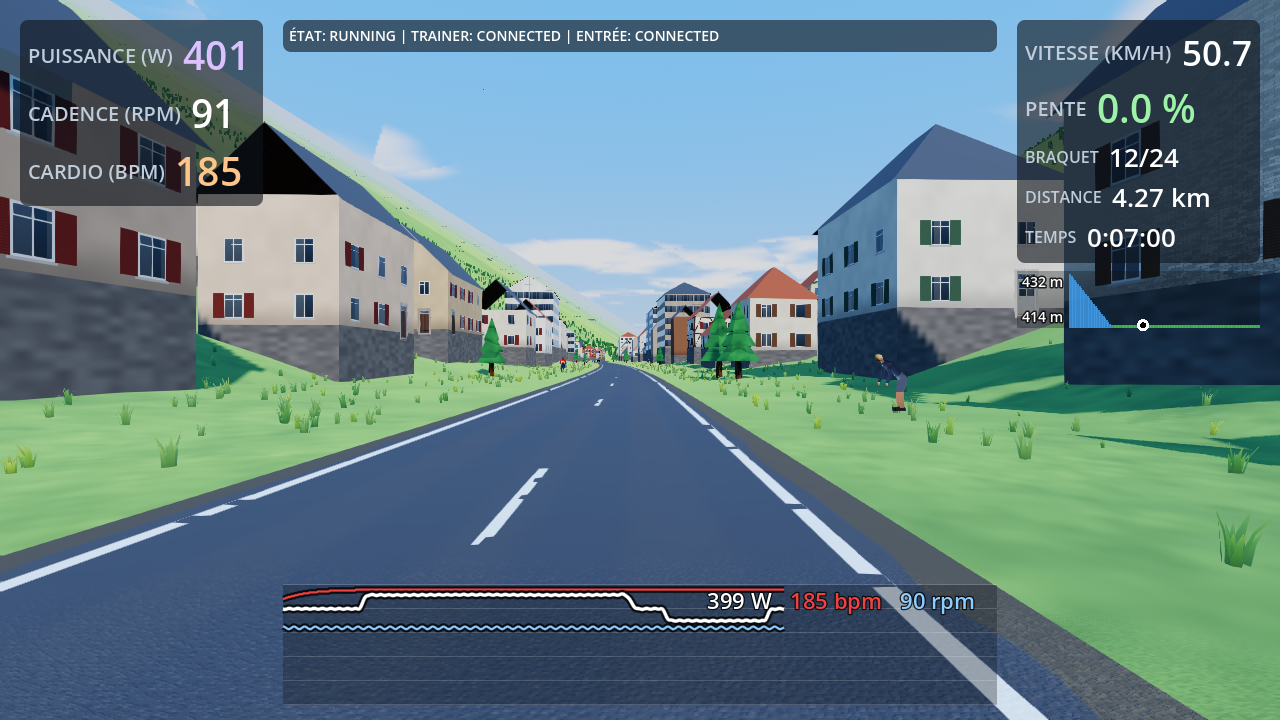 PUISSANCE (W) 401
CADENCE (RPM) 91
CARDIO (BPM) 185
ÉTAT: RUNNING | TRAINER: CONNECTED | ENTRÉE: CONNECTED
VITESSE (KM/H) 50.7
PENTE 0.0 %
BRAQUET 12/24
DISTANCE 4.27 km
TEMPS 0:07:00
432 m
414 m
399 W 185 bpm 90 rpm